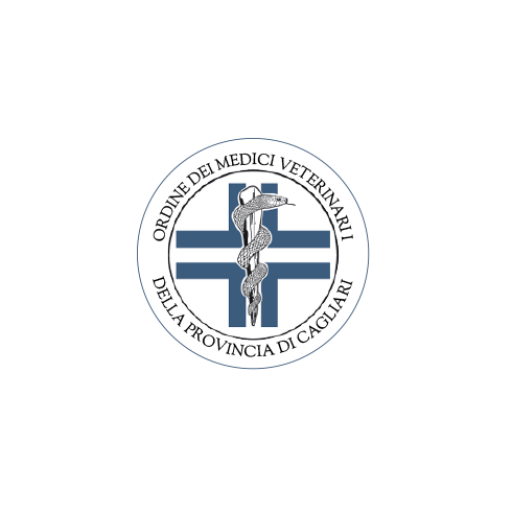 ORDINE DEI MEDICI VETERINARI
DELLA PROVINCIA DI CAGLIARI